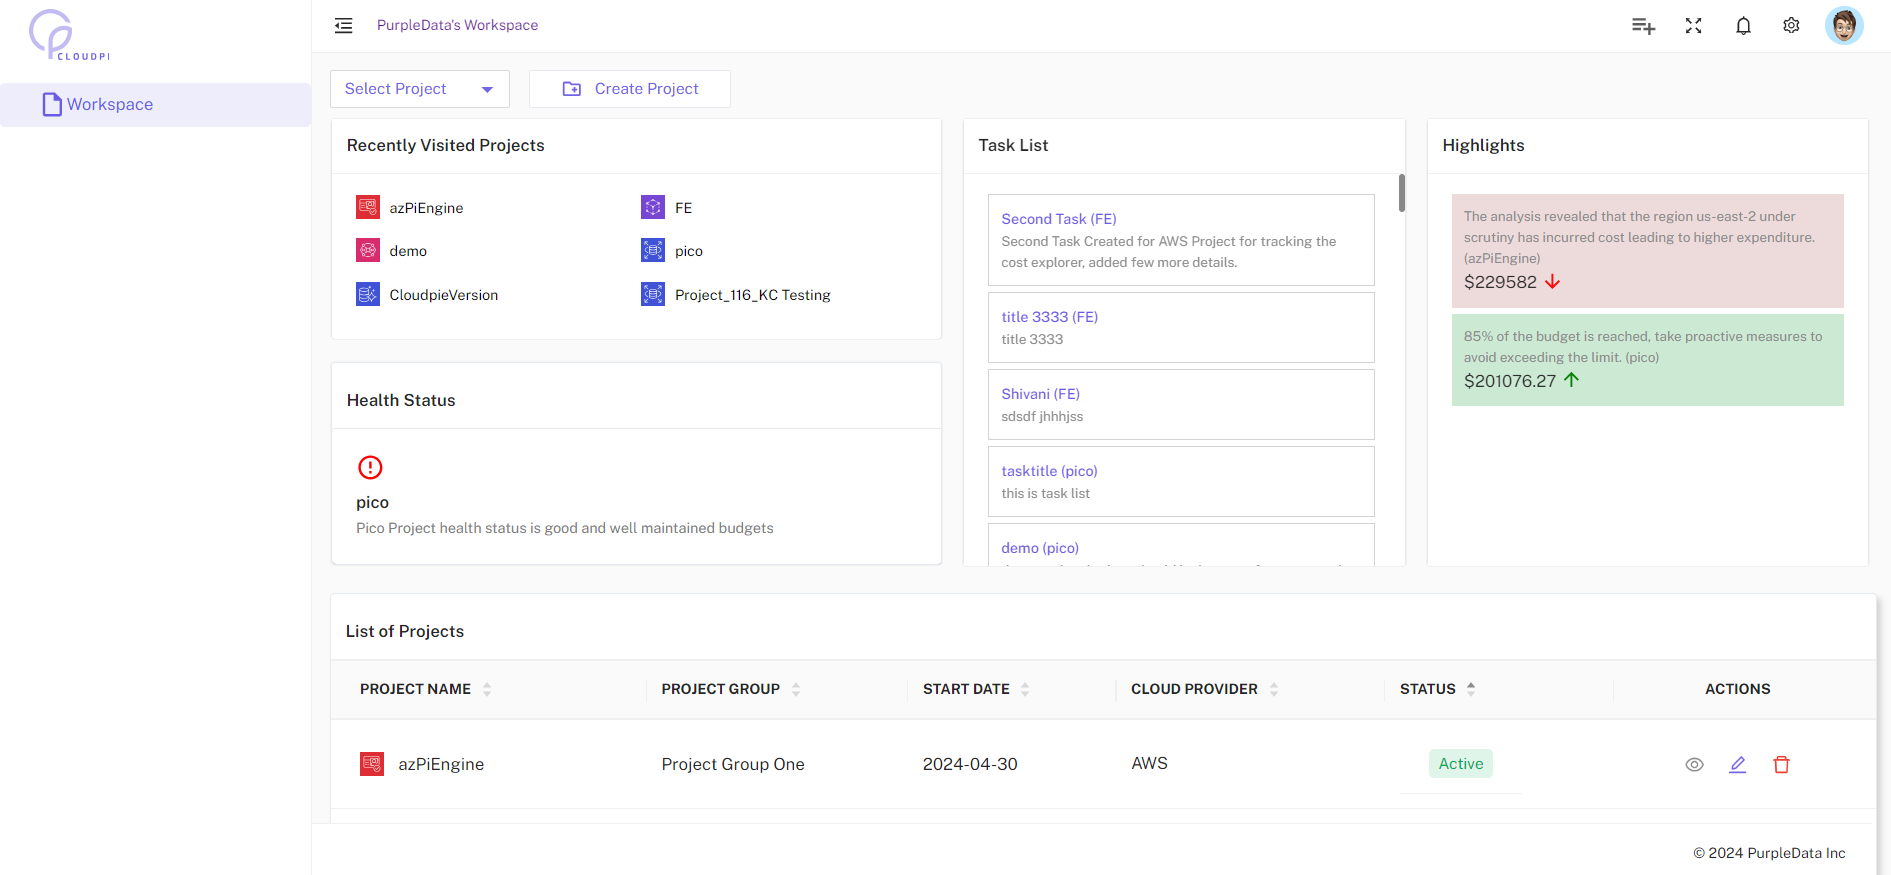 CLOUDPI
PurpleData's Workspace
Workspace
Select Project
Create Project
Recently Visited Projects
azPiEngine
FE
demo
pico
CloudpieVersion
Project_116_KC Testing
Health Status
pico
Pico Project health status is good and well maintained budgets
Task List
Second Task (FE)
Second Task Created for AWS Project for tracking the
cost explorer, added few more details.
title 3333 (FE)
title 3333
Shivani (FE)
sdsdf jhhhjss
tasktitle (pico)
this is task list
demo (pico)
Highlights
The analysis revealed that the region us-east-2 under
scrutiny has incurred cost leading to higher expenditure.
(azPiEngine)
$229582
85% of the budget is reached, take proactive measures to
avoid exceeding the limit. (pico)
$201076.27
List of Projects
PROJECT NAME
PROJECT GROUP
START DATE
CLOUD PROVIDER
STATUS
ACTIONS
azPiEngine
Project Group One
2024-04-30
AWS
Active
© 2024 PurpleData Inc